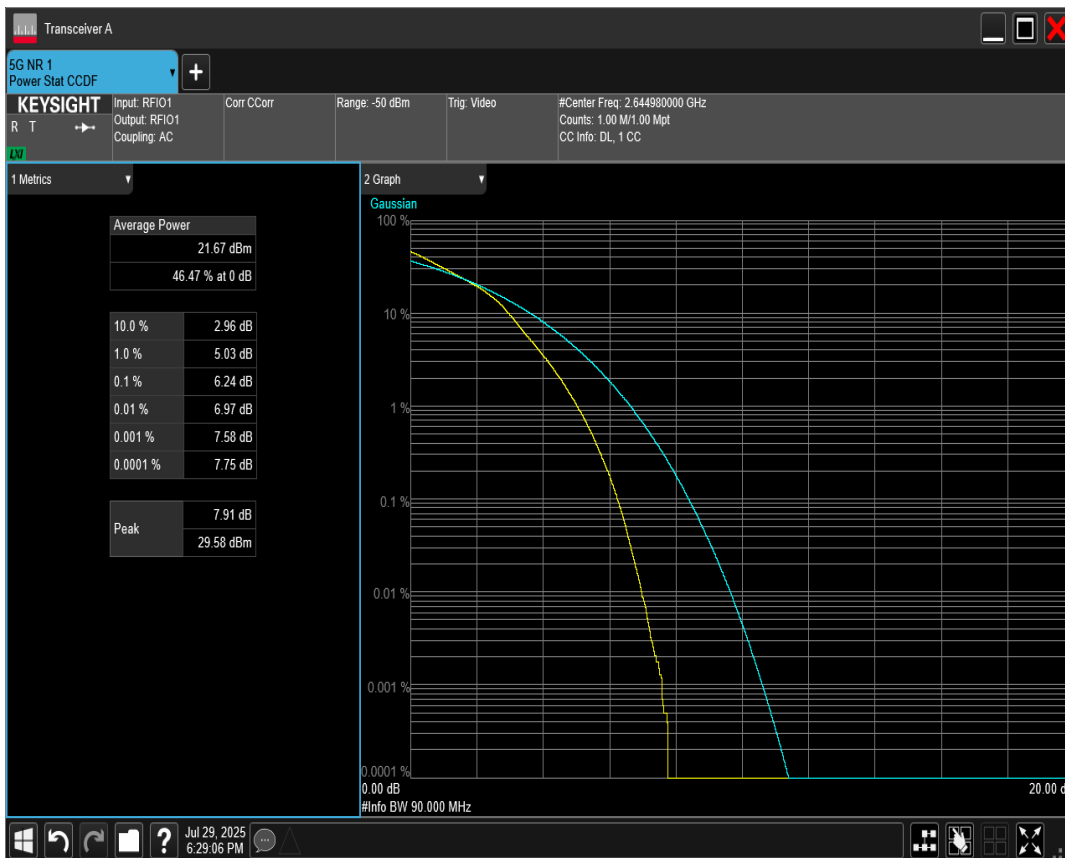 Transceiver A
5G NR 1
Power Stat CCDF
KEYSIGHT
R T
LXI
Input: RFIO1
Output: RFIO1
Coupling: AC
Corr CCorr
Range: -50 dBm
Trig: Video
#Center Freq: 2.644980000 GHz
Counts: 1.00 M/1.00 Mpt
CC Info: DL, 1 CC
1 Metrics
Average Power
21.67 dBm
46.47 % at 0 dB
10.0 % 2.96 dB
1.0 % 5.03 dB
0.1 % 6.24 dB
0.01 % 6.97 dB
0.001 % 7.58 dB
0.0001 % 7.75 dB
Peak
7.91 dB
29.58 dBm
2 Graph
Gaussian
100 %
10 %
1 %
0.1 %
0.01 %
0.001 %
0.0001 %
0.00 dB
20.00 d
#Info BW 90.000 MHz
Jul 29, 2025
6:29:06 PM